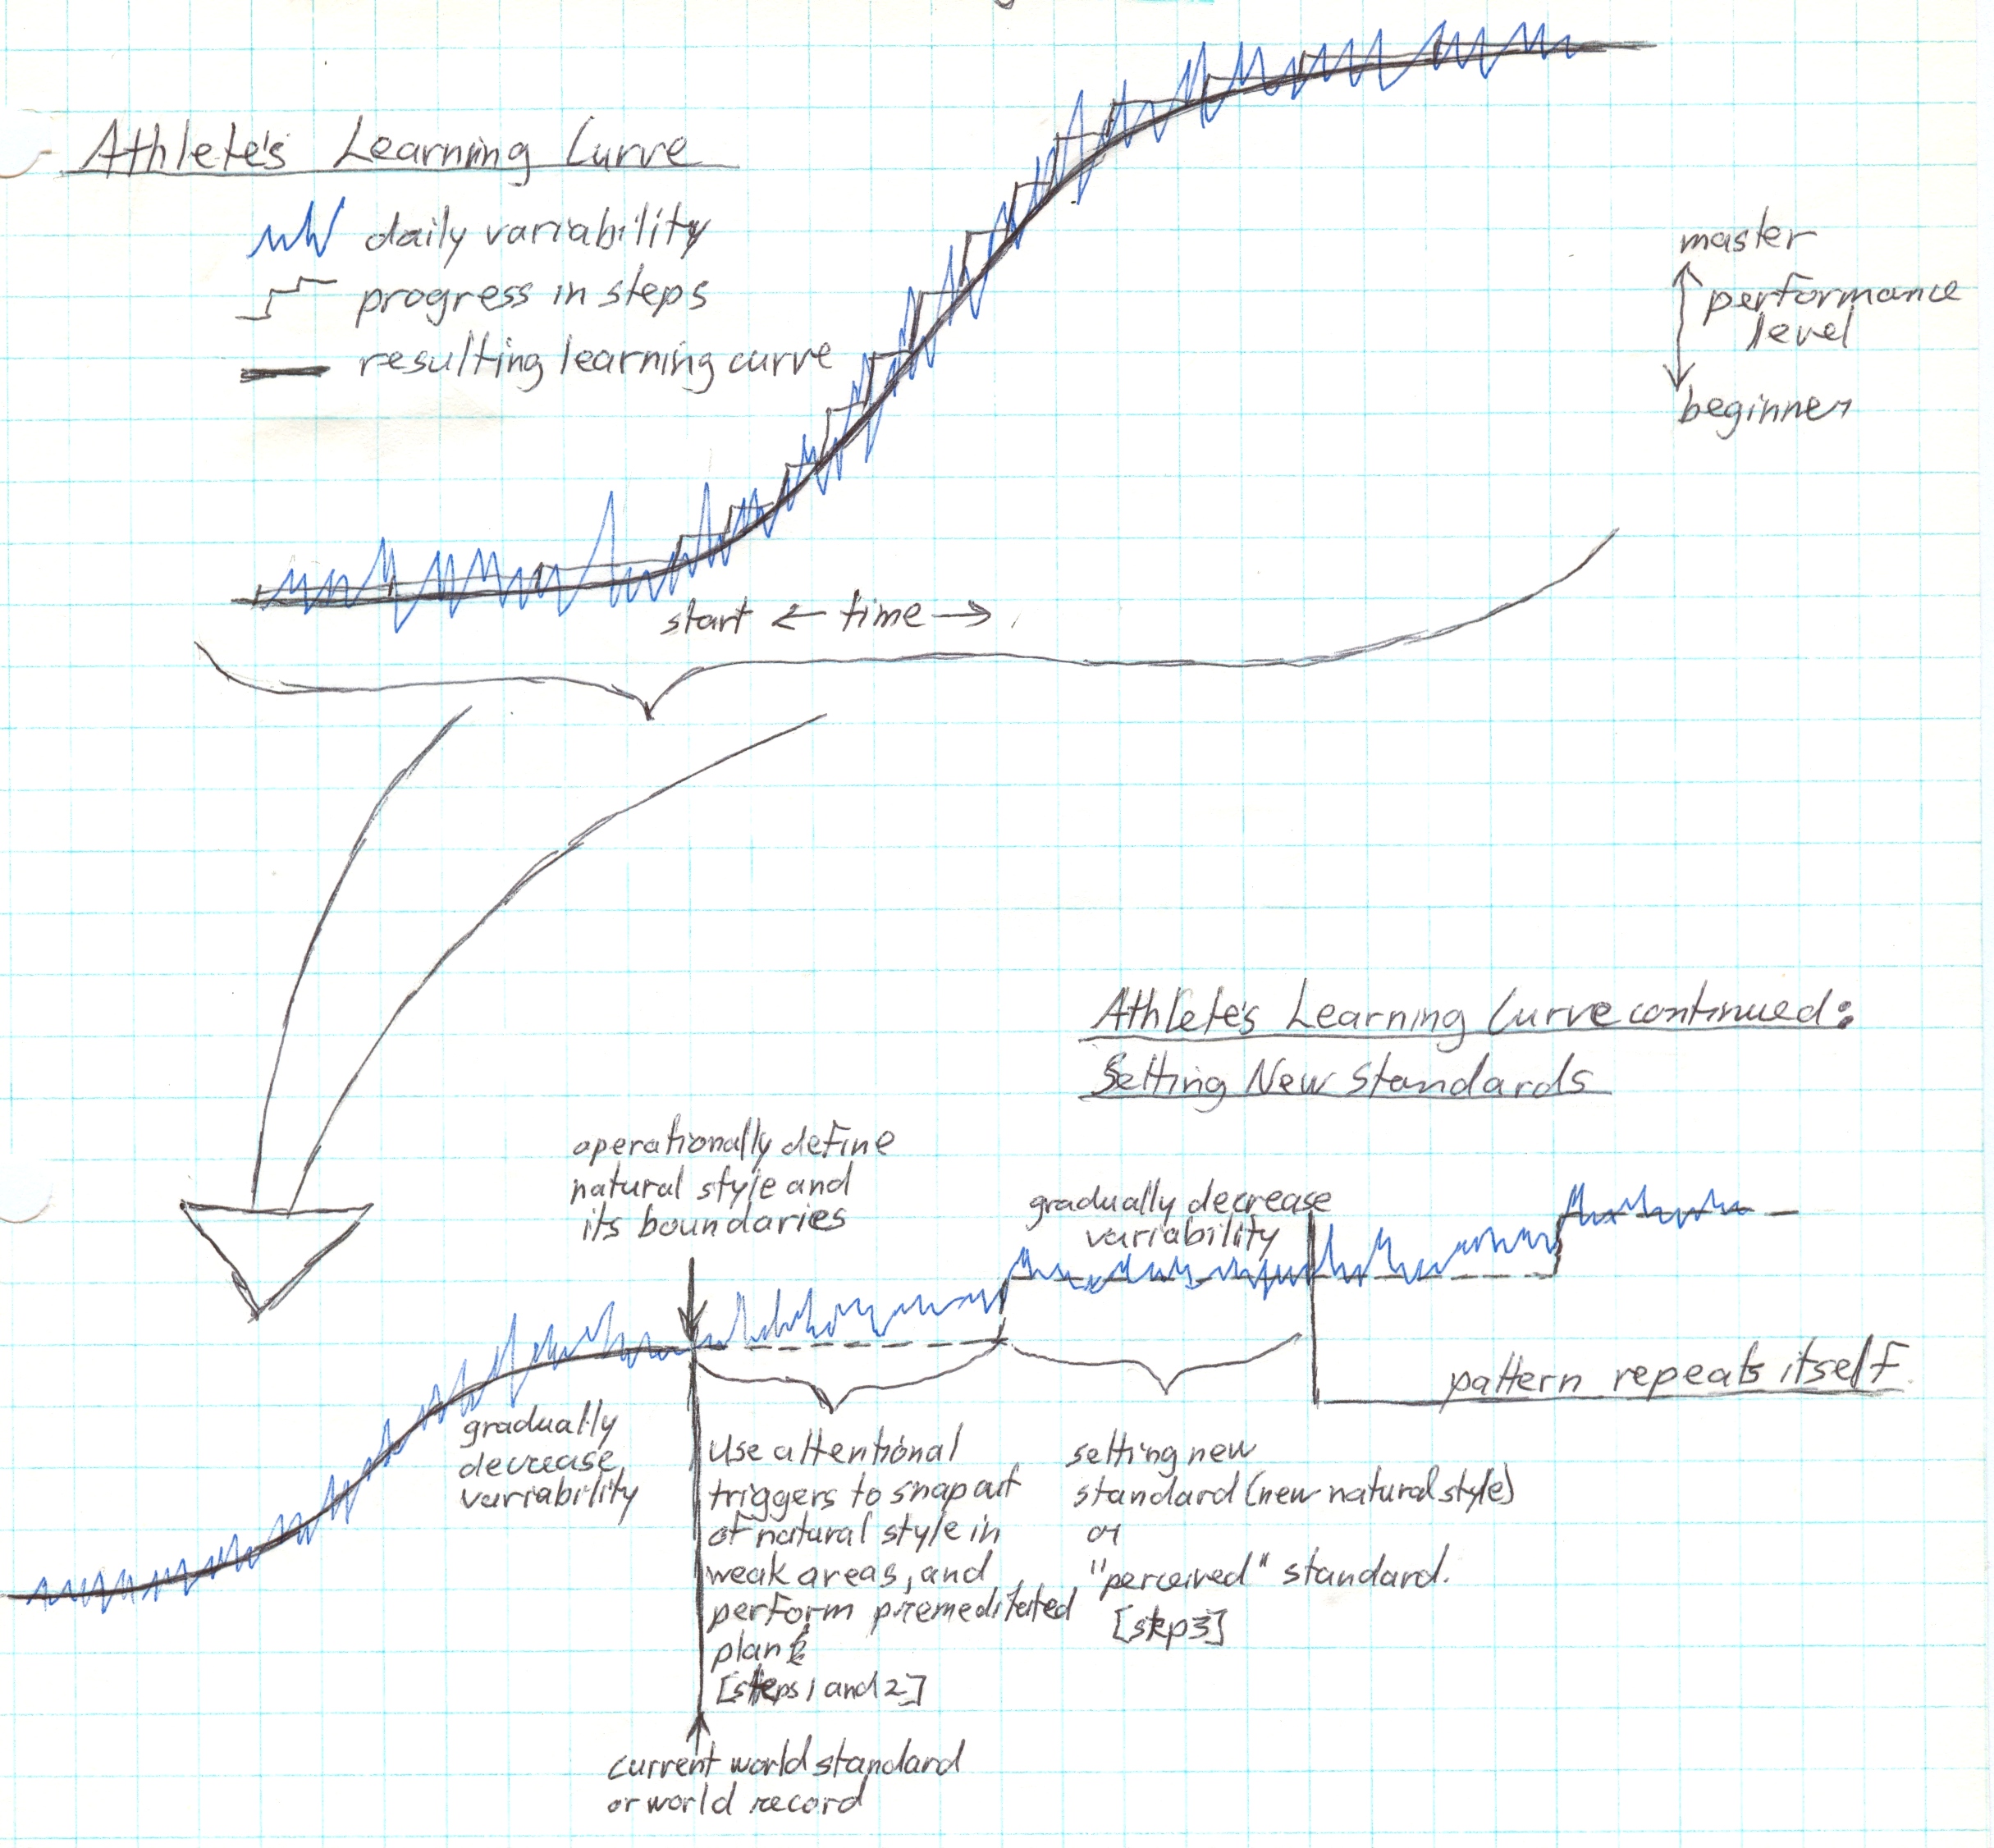 Athlete's Learning Curve
daily variability
progress in steps
resulting learning curve
master
performance
level
beginner
start ← time →
Athlete's Learning Curve continued:
Setting New Standards
operationally define
natural style and
its boundaries
gradually decrease
variability
pattern repeats itself
gradually
decrease
variability
Use attentional
triggers to snap out
of natural style in
weak areas, and
perform premeditated
plan
[steps 1 and 2]
setting new
standard (new natural style)
or
"perceived" standard.
[step 3]
current world standard
or world record